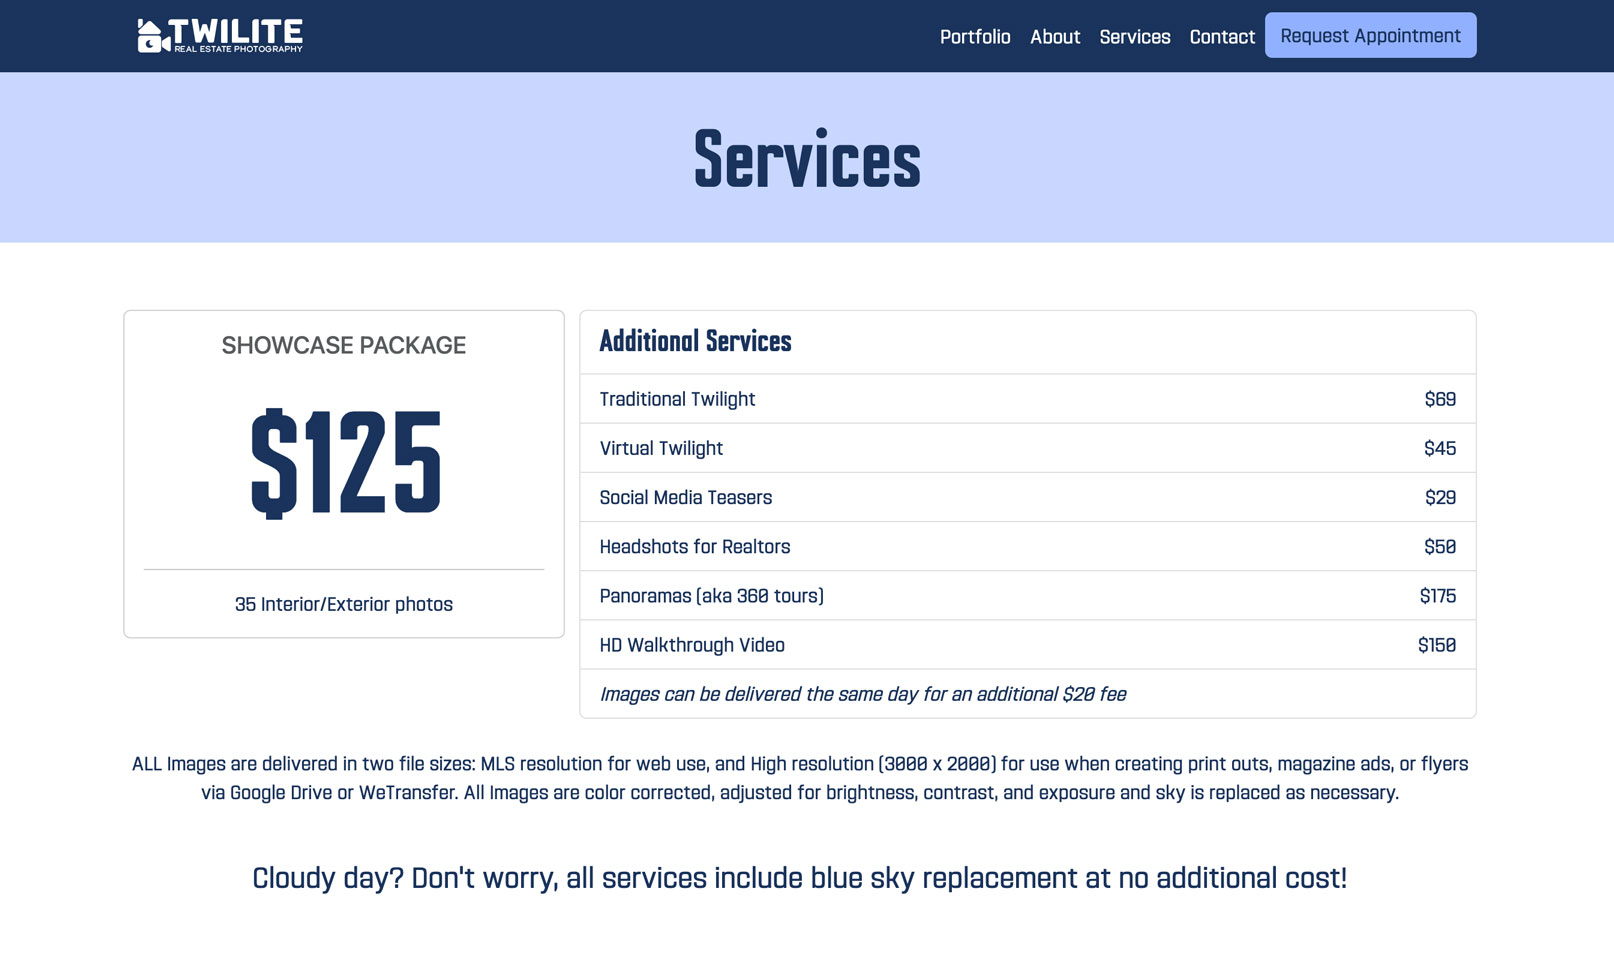 TWILITE
REAL ESTATE PHOTOGRAPHY
Portfolio About Services Contact Request Appointment
Services
SHOWCASE PACKAGE
$125
35 Interior/Exterior photos
Additional Services
Traditional Twilight $69
Virtual Twilight $45
Social Media Teasers $29
Headshots for Realtors $50
Panoramas (aka 360 tours) $175
HD Walkthrough Video $150
Images can be delivered the same day for an additional $20 fee
ALL Images are delivered in two file sizes: MLS resolution for web use, and High resolution (3000 x 2000) for use when creating print outs, magazine ads, or flyers
via Google Drive or WeTransfer. All Images are color corrected, adjusted for brightness, contrast, and exposure and sky is replaced as necessary.
Cloudy day? Don't worry, all services include blue sky replacement at no additional cost!